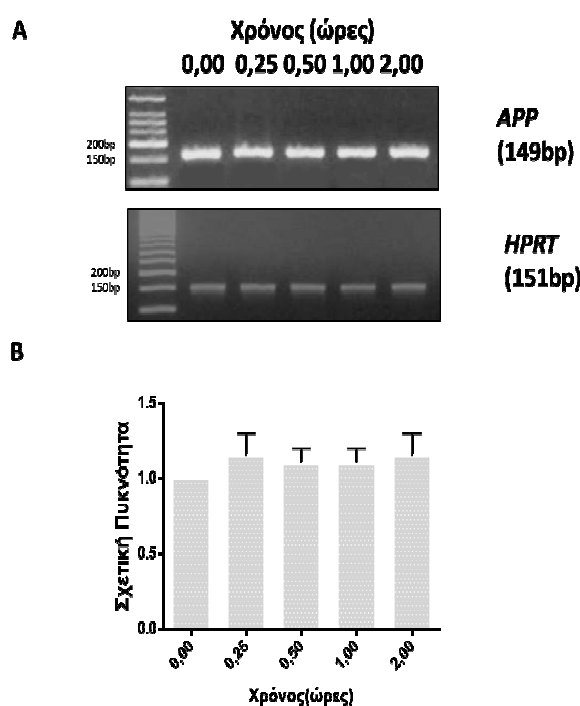 A
Χρόνος (ώρες)
0,00 0,25 0,50 1,00 2,00
200bp
150bp
APP
(149bp)
200bp
150bp
HPRT
(151bp)
B
Σχετική Πυκνότητα
1.5
1.0
0.5
0.0
0,00 0,25 0,50 1,00 2,00
Χρόνος(ώρες)